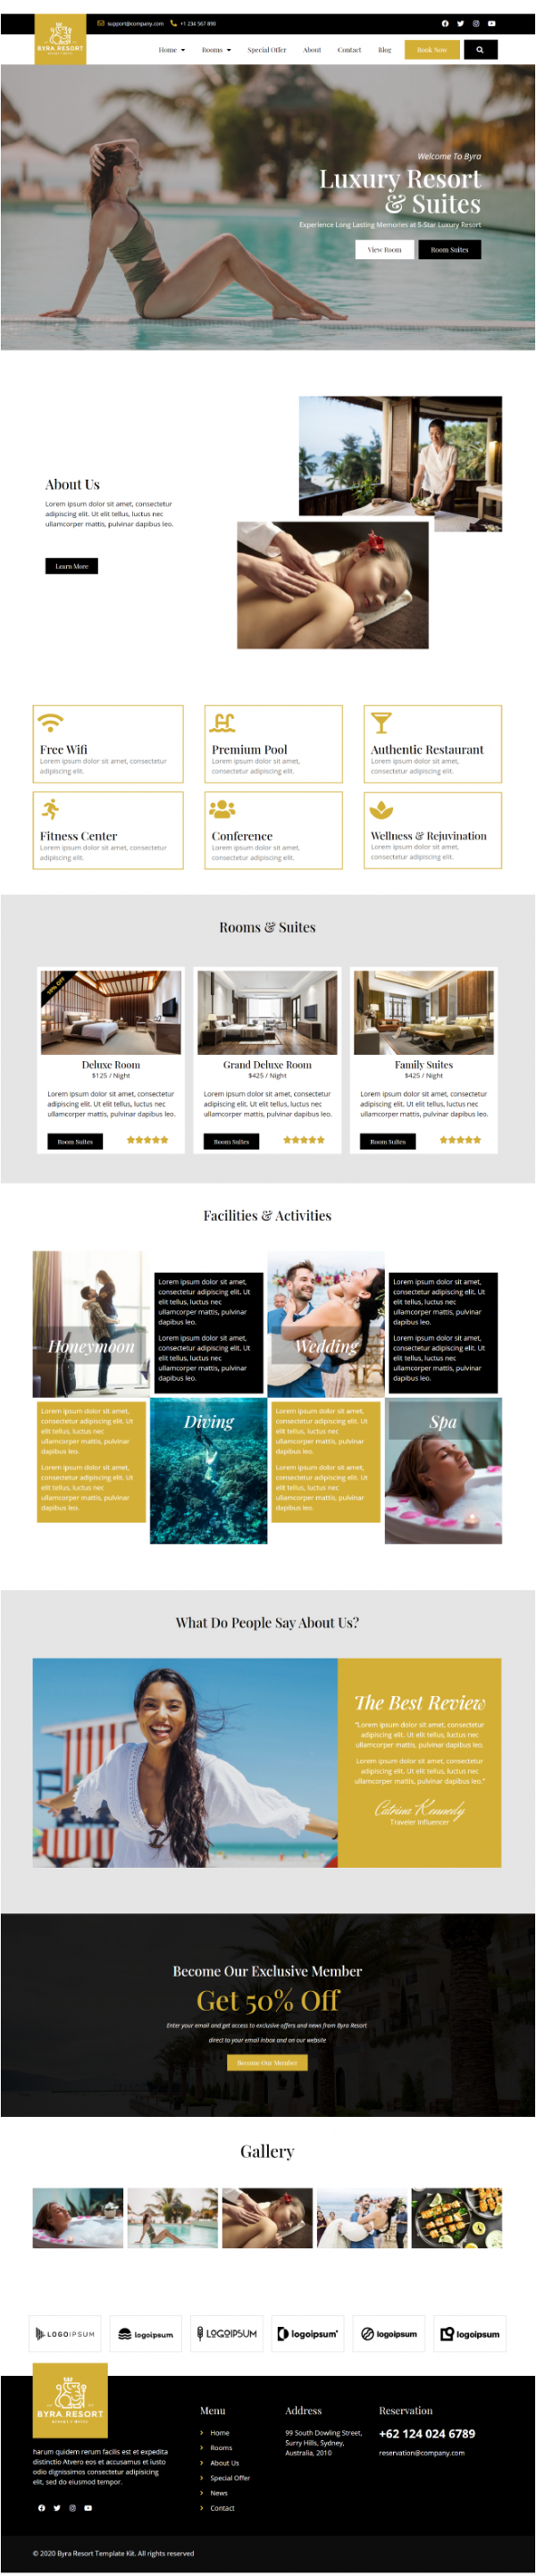 support@company.com +1 234 567 890
BYRA RESORT
Home Rooms Special Offer About Contact Blog Book Now
Welcome To Byra
Luxury Resort
& Suites
Experience Long Lasting Memories at 5-Star Luxury Resort
View Room Room Suites
About Us
Lorem ipsum dolor sit amet, consectetur
adipiscing elit. Ut elit tellus, luctus nec
ullamcorper mattis, pulvinar dapibus leo.
Learn More
Free Wifi
Lorem ipsum dolor sit amet, consectetur
adipiscing elit.
Premium Pool
Lorem ipsum dolor sit amet,
consectetur adipiscing elit.
Authentic Restaurant
Lorem ipsum dolor sit amet,
consectetur adipiscing elit.
Fitness Center
Lorem ipsum dolor sit amet, consectetur
adipiscing elit.
Conference
Lorem ipsum dolor sit amet,
consectetur adipiscing elit.
Wellness & Rejuvination
Lorem ipsum dolor sit amet,
consectetur adipiscing elit.
Rooms & Suites
Deluxe Room
$125 / Night
Lorem ipsum dolor sit amet, consectetur
adipiscing elit. Ut elit tellus, luctus nec
ullamcorper mattis, pulvinar dapibus leo.
Room Suites
Grand Deluxe Room
$425 / Night
Lorem ipsum dolor sit amet, consectetur
adipiscing elit. Ut elit tellus, luctus nec
ullamcorper mattis, pulvinar dapibus leo.
Room Suites
Family Suites
$425 / Night
Lorem ipsum dolor sit amet, consectetur
adipiscing elit. Ut elit tellus, luctus nec
ullamcorper mattis, pulvinar dapibus leo.
Room Suites
Facilities & Activities
Honeymoon
Lorem ipsum dolor sit amet,
consectetur adipiscing elit. Ut
elit tellus, luctus nec
ullamcorper mattis, pulvinar
dapibus leo.
Lorem ipsum dolor sit amet,
consectetur adipiscing elit. Ut
elit tellus, luctus nec
ullamcorper mattis, pulvinar
dapibus leo.
Wedding
Lorem ipsum dolor sit amet,
consectetur adipiscing elit. Ut
elit tellus, luctus nec
ullamcorper mattis, pulvinar
dapibus leo.
Lorem ipsum dolor sit amet,
consectetur adipiscing elit. Ut
elit tellus, luctus nec
ullamcorper mattis, pulvinar
dapibus leo.
Lorem ipsum dolor sit amet,
consectetur adipiscing elit. Ut
elit tellus, luctus nec
ullamcorper mattis, pulvinar
dapibus leo.
Lorem ipsum dolor sit amet,
consectetur adipiscing elit. Ut
elit tellus, luctus nec
ullamcorper mattis, pulvinar
dapibus leo.
Diving
Lorem ipsum dolor sit amet,
consectetur adipiscing elit. Ut
elit tellus, luctus nec
ullamcorper mattis, pulvinar
dapibus leo.
Lorem ipsum dolor sit amet,
consectetur adipiscing elit. Ut
elit tellus, luctus nec
ullamcorper mattis, pulvinar
dapibus leo.
Spa
What Do People Say About Us?
The Best Review
"Lorem ipsum dolor sit amet, consectetur
adipiscing elit. Ut elit tellus, luctus nec
ullamcorper mattis, pulvinar dapibus leo.
Lorem ipsum dolor sit amet, consectetur
adipiscing elit. Ut elit tellus, luctus nec
ullamcorper mattis, pulvinar dapibus leo."
Catrina Kennedy
Traveler Influencer
Become Our Exclusive Member
Get 50% Off
Enter your email and get access to exclusive offers and news from Byra Resort
direct to your email inbox and on our website
Become Our Member
Gallery
LOGOIPSUM logoipsum LOGOIPSUM logoipsum logoipsum logoipsum
BYRA RESORT
harum quidem rerum facilis est et expedita
distinctio Atvero eos et accusamus et iusto
odio dignissimos consectetur adipisicing
elit, sed do eiusmod tempor.
Menu
Home
Rooms
About Us
Special Offer
News
Contact
Address
99 South Dowling Street,
Surry Hills, Sydney,
Australia, 2010
Reservation
+62 124 024 6789
reservation@company.com
© 2020 Byra Resort Template Kit. All rights reserved